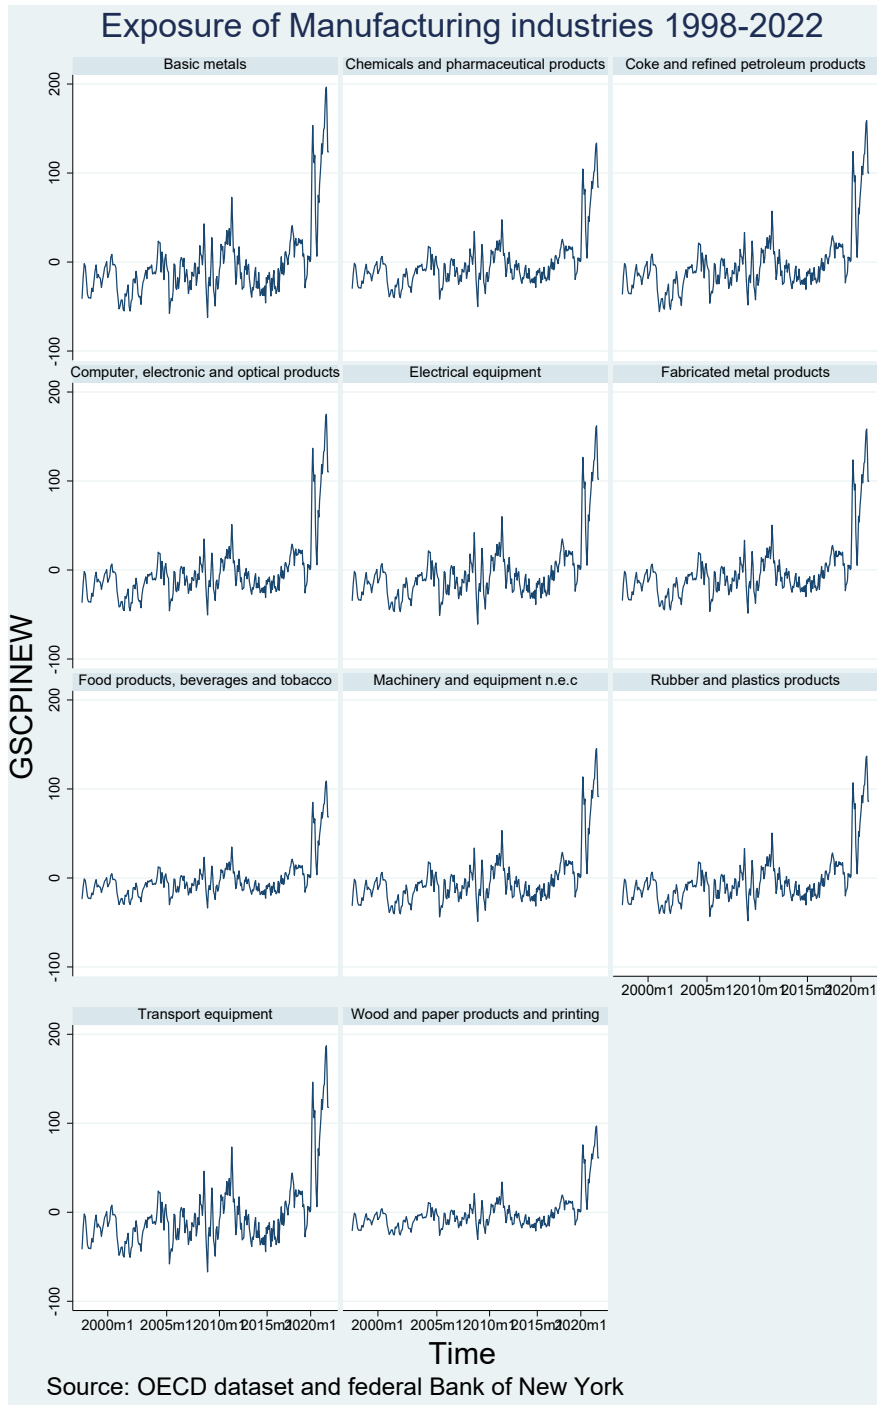 Exposure of Manufacturing industries 1998-2022
Basic metals
Chemicals and pharmaceutical products
Coke and refined petroleum products
200
100
0
-100
Computer, electronic and optical products
Electrical equipment
Fabricated metal products
200
100
0
-100
GSCPINEW
Food products, beverages and tobacco
Machinery and equipment n.e.c
Rubber and plastics products
200
100
0
-100
2000m1 2005m1 2010m1 2015m1 2020m1
Transport equipment
Wood and paper products and printing
200
100
0
-100
2000m1 2005m1 2010m1 2015m1 2020m1
2000m1 2005m1 2010m1 2015m1 2020m1
Time
Source: OECD dataset and federal Bank of New York